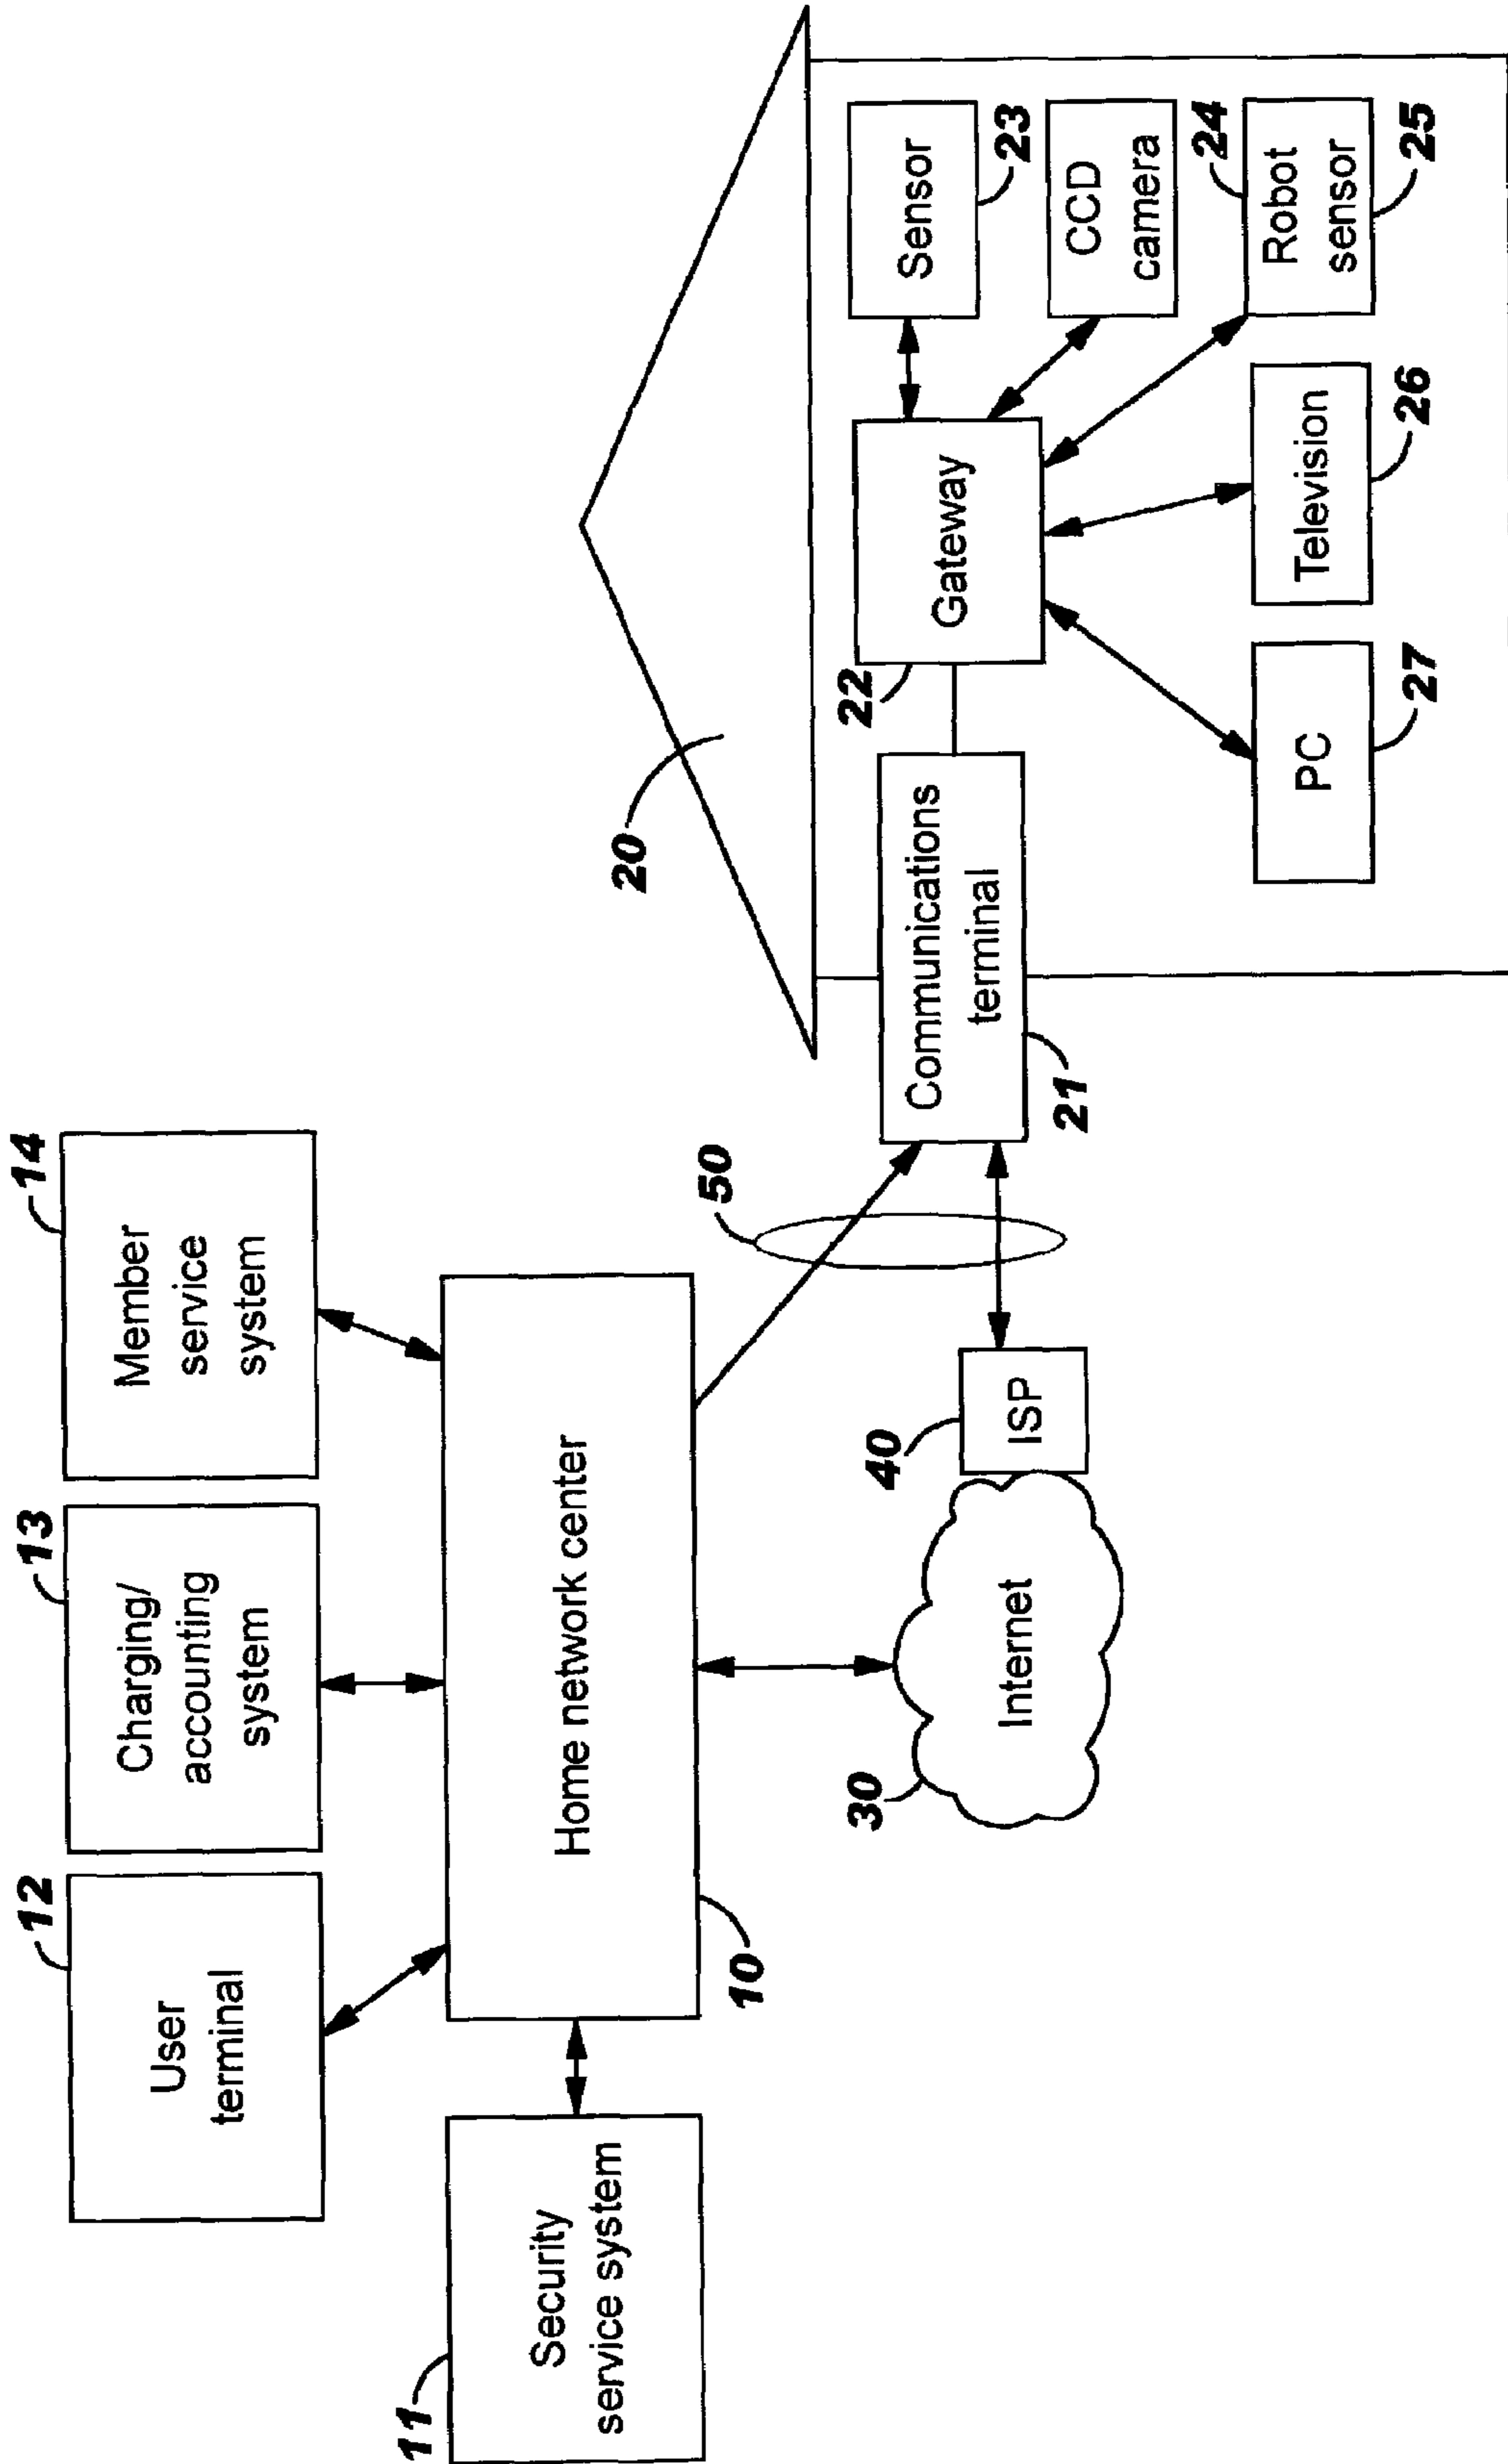 11
Security
service system
12
User
terminal
13
Charging/
accounting
system
14
Member
service
system
Home network center
10
30
Internet
40
ISP
50
20
Communications
terminal
21
22
Gateway
Sensor
23
CCD
camera
24
Robot
sensor
25
Television
26
PC
27